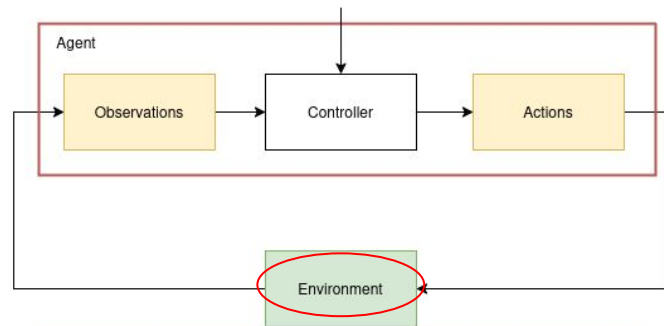 Agent
Observations
Controller
Actions
Environment